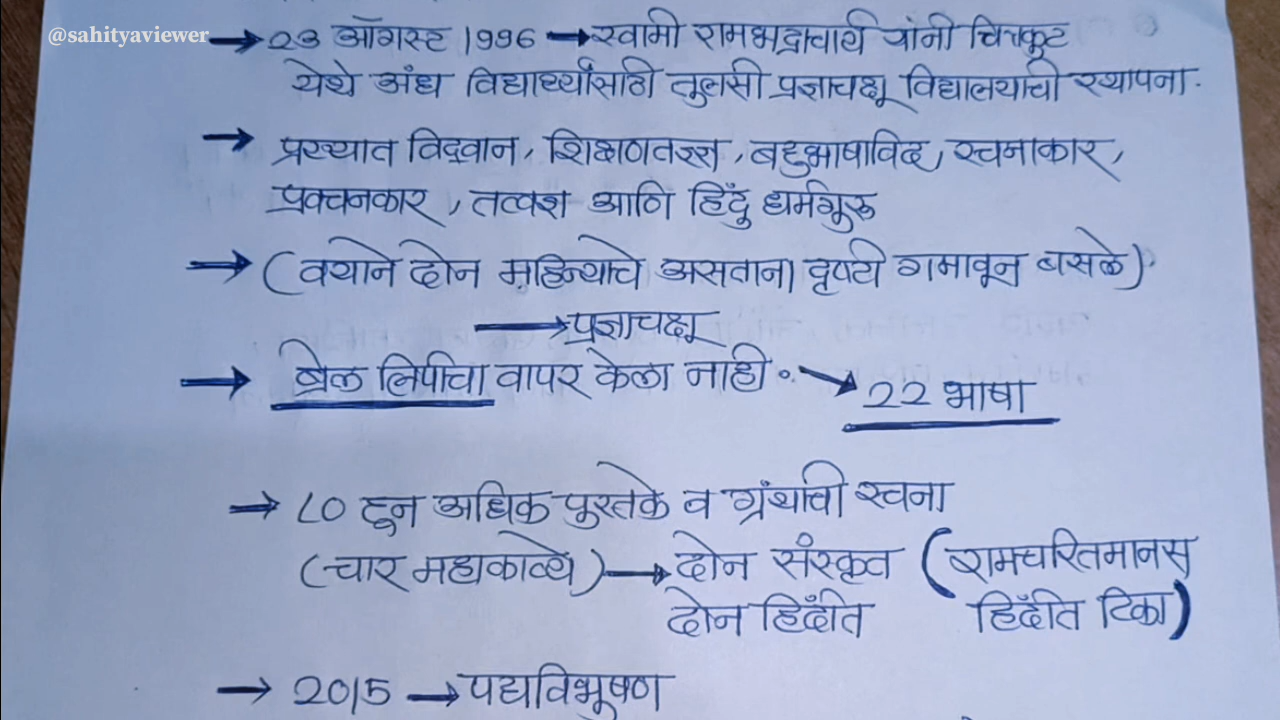 @sahityaviewer
→ 23 ऑगस्ट 1996 → स्वामी रामभद्राचार्य यांनी चित्रकूट
येथे अंध विद्यार्थ्यांसाठी तुलसी प्रज्ञाचक्षू विद्यालयाची स्थापना.
→ प्रख्यात विद्वान, शिक्षणतज्ज्ञ, बहुभाषाविद, रचनाकार,
प्रवचनकार, तत्वज्ञ आणि हिंदु धर्मगुरू
→ (वयाने दोन महिन्याचे असताना दृष्टी गमावून बसले)
→ प्रज्ञाचक्षू
→ ब्रेल लिपीचा वापर केला नाही. → 22 भाषा
→ ८० हून अधिक पुस्तके व ग्रंथांची रचना
(चार महाकाव्ये) → दोन संस्कृत (रामचरितमानस
दोन हिंदीत हिंदीत टिका)
→ 2015 → पद्मविभूषण